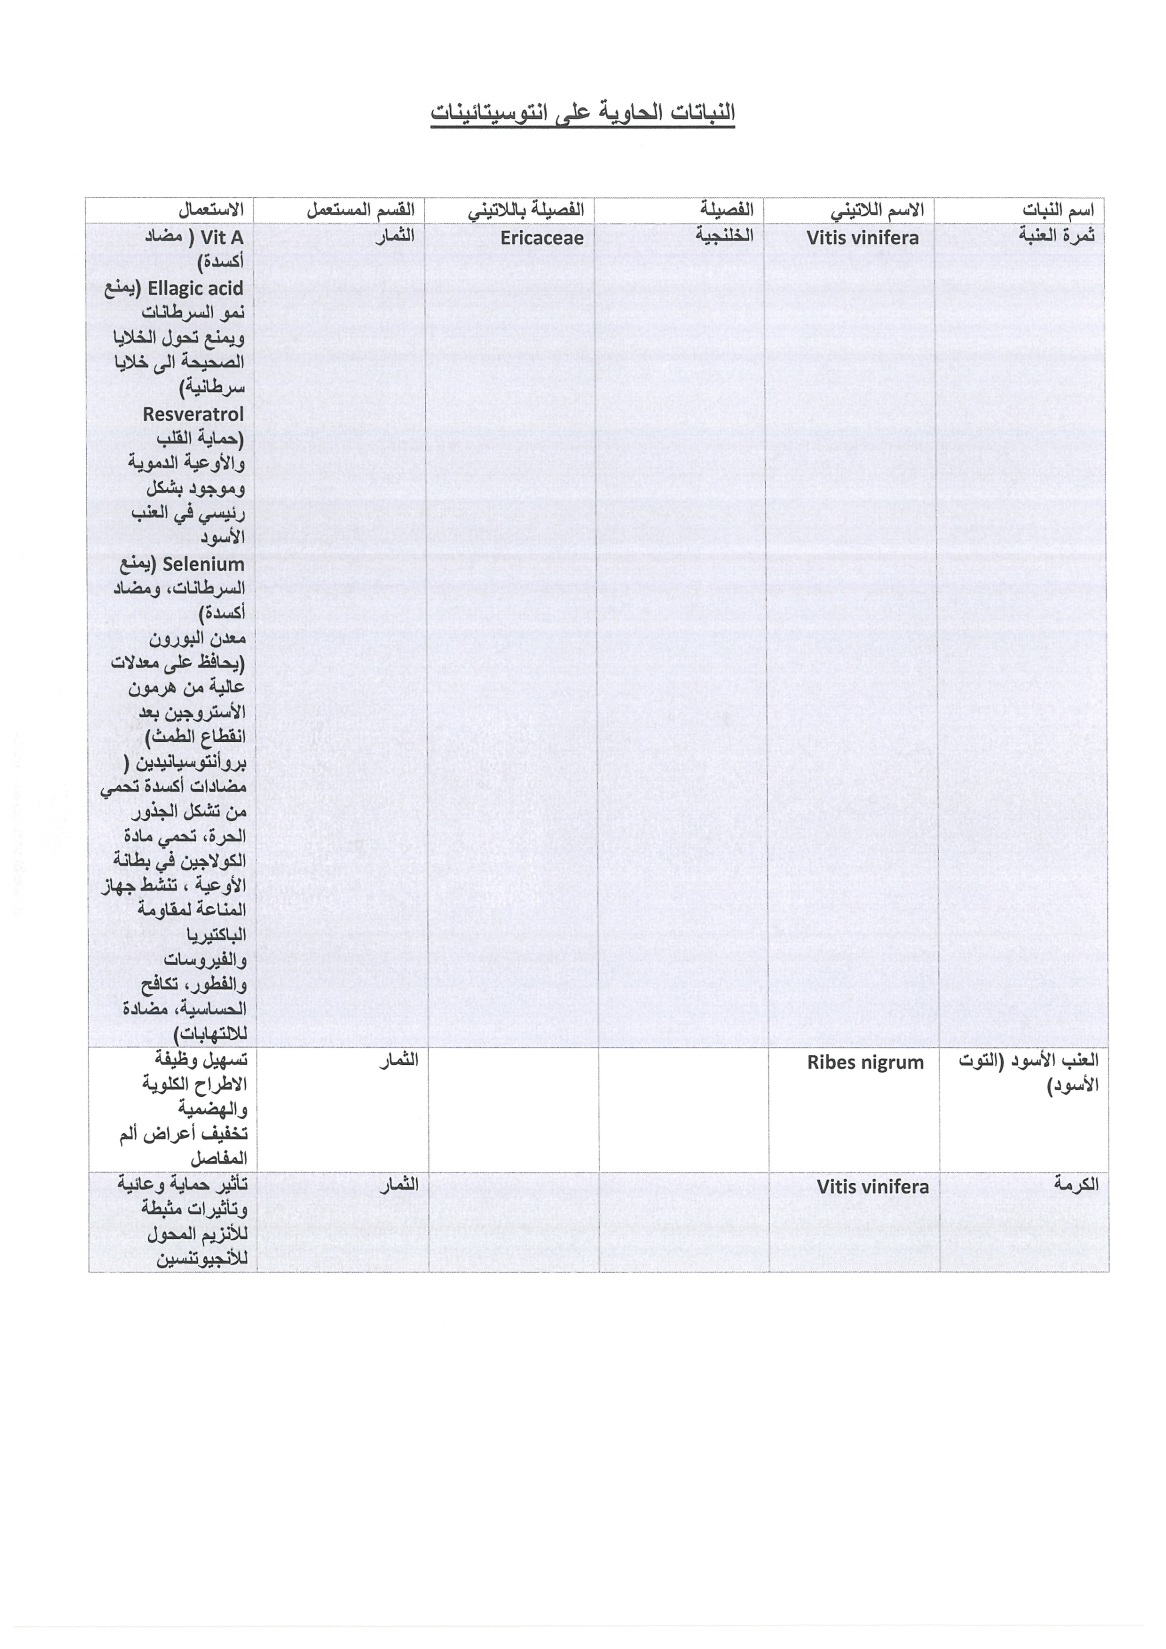 النباتات الحاوية على انتوسيتائينات
اسم النبات الاسم اللاتيني الفصيلة الفصيلة باللاتيني القسم المستعمل الاستعمال
ثمرة العنبة Vitis vinifera الخلنجية Ericaceae الثمار Vit A ( مضاد
أكسدة)
Ellagic acid (يمنع
نمو السرطانات
ويمنع تحول الخلايا
الصحيحة الى خلايا
سرطانية)
Resveratrol
(حماية القلب
والأوعية الدموية
وموجود بشكل
رئيسي في العنب
الأسود
Selenium (يمنع
السرطانات، ومضاد
أكسدة)
معدن البورون
(يحافظ على معدلات
عالية من هرمون
الأستروجين بعد
انقطاع الطمث)
بروأنتوسيانيدين (
مضادات أكسدة تحمي
من تشكل الجذور
الحرة، تحمي مادة
الكولاجين في بطانة
الأوعية ، تنشط جهاز
المناعة لمقاومة
الباكتيريا
والفيروسات
والفطور، تكافح
الحساسية، مضادة
للالتهابات)
العنب الأسود (التوت Ribes nigrum الثمار تسهيل وظيفة
الأسود) الاطراح الكلوية
والهضمية
تخفيف أعراض ألم
المفاصل
الكرمة Vitis vinifera الثمار تأثير حماية وعائية
وتأثيرات مثبطة
للأنزيم المحول
للأنجيوتنسين